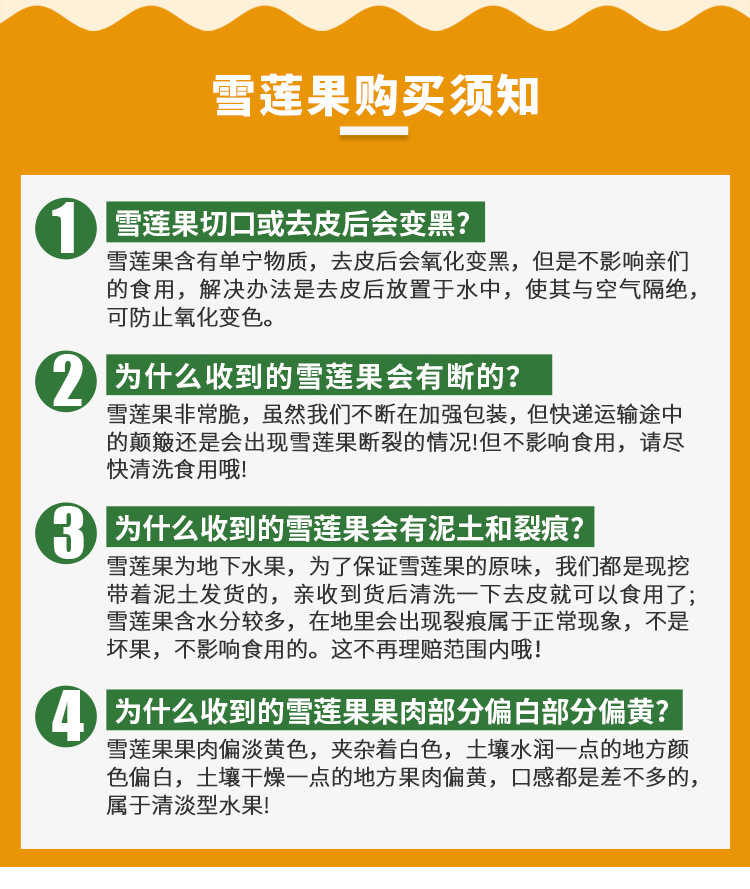 雪莲果购买须知
1 雪莲果切口或去皮后会变黑?
雪莲果含有单宁物质，去皮后会氧化变黑，但是不影响亲们
的食用，解决办法是去皮后放置于水中，使其与空气隔绝，
可防止氧化变色。
2 为什么收到的雪莲果会有断的?
雪莲果非常脆，虽然我们不断在加强包装，但快递运输途中
的颠簸还是会出现雪莲果断裂的情况!但不影响食用，请尽
快清洗食用哦!
3 为什么收到的雪莲果会有泥土和裂痕?
雪莲果为地下水果，为了保证雪莲果的原味，我们都是现挖
带着泥土发货的，亲收到货后清洗一下去皮就可以食用了;
雪莲果含水分较多，在地里会出现裂痕属于正常现象，不是
坏果，不影响食用的。这不再理赔范围内哦!
4 为什么收到的雪莲果果肉部分偏白部分偏黄?
雪莲果果肉偏淡黄色，夹杂着白色，土壤水润一点的地方颜
色偏白，土壤干燥一点的地方果肉偏黄，口感都是差不多的，
属于清淡型水果!